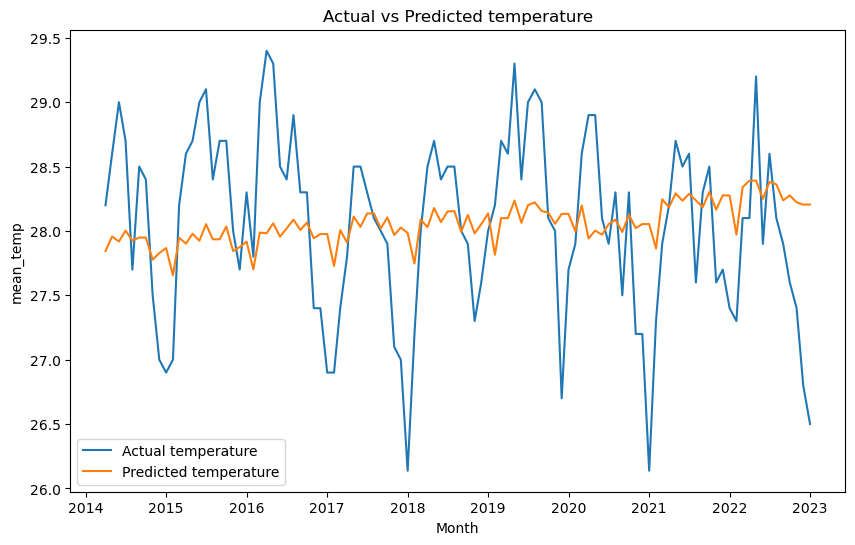 Actual vs Predicted temperature
29.5
29.0
28.5
28.0
27.5
27.0
26.5
26.0
mean_temp
Actual temperature
Predicted temperature
2014 2015 2016 2017 2018 2019 2020 2021 2022 2023
Month